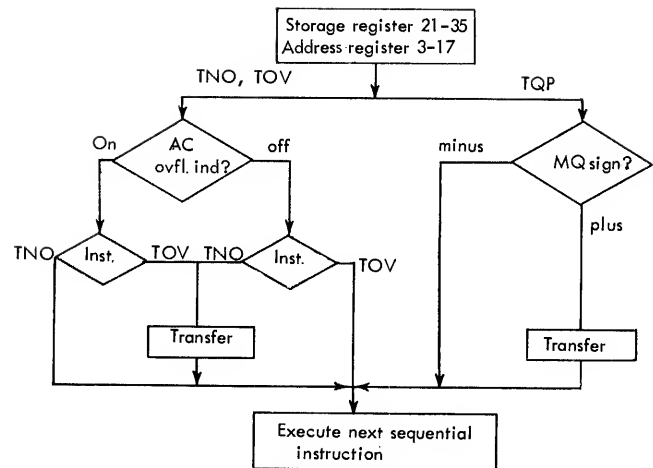 Storage register 21-35
Address register 3-17
TNO, TOV
TQP
On
AC
ovfl. ind?
off
minus
MQ sign?
plus
TNO
Inst.
TOV
TNO
Inst.
TOV
Transfer
Transfer
Execute next sequential
instruction